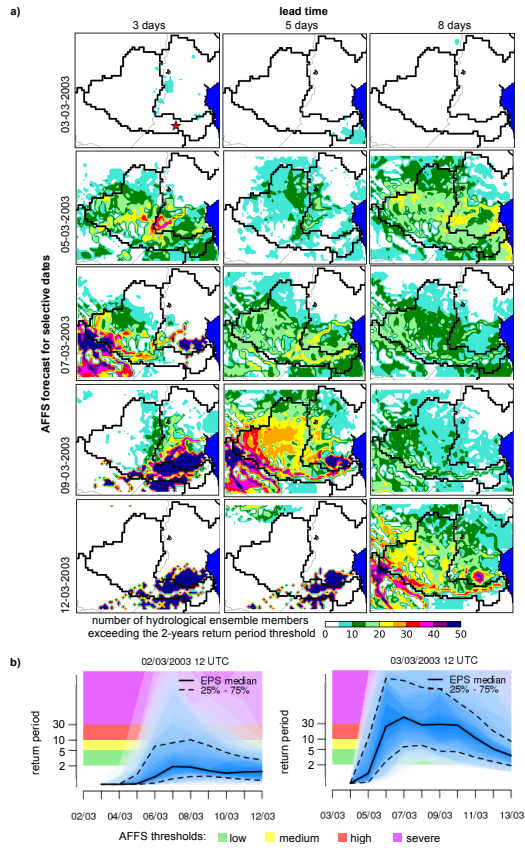 a)
lead time
3 days 5 days 8 days
AFFS forecast for selective dates
03-03-2003
05-03-2003
07-03-2003
09-03-2003
12-03-2003
number of hydrological ensemble members
exceeding the 2-years return period threshold
0 10 20 30 40 50
b)
02/03/2003 12 UTC
EPS median
25% - 75%
return period
30
10
5
2
02/03 04/03 06/03 08/03 10/03 12/03
03/03/2003 12 UTC
EPS median
25% - 75%
return period
30
10
5
2
03/03 05/03 07/03 09/03 11/03 13/03
AFFS thresholds: low medium high severe